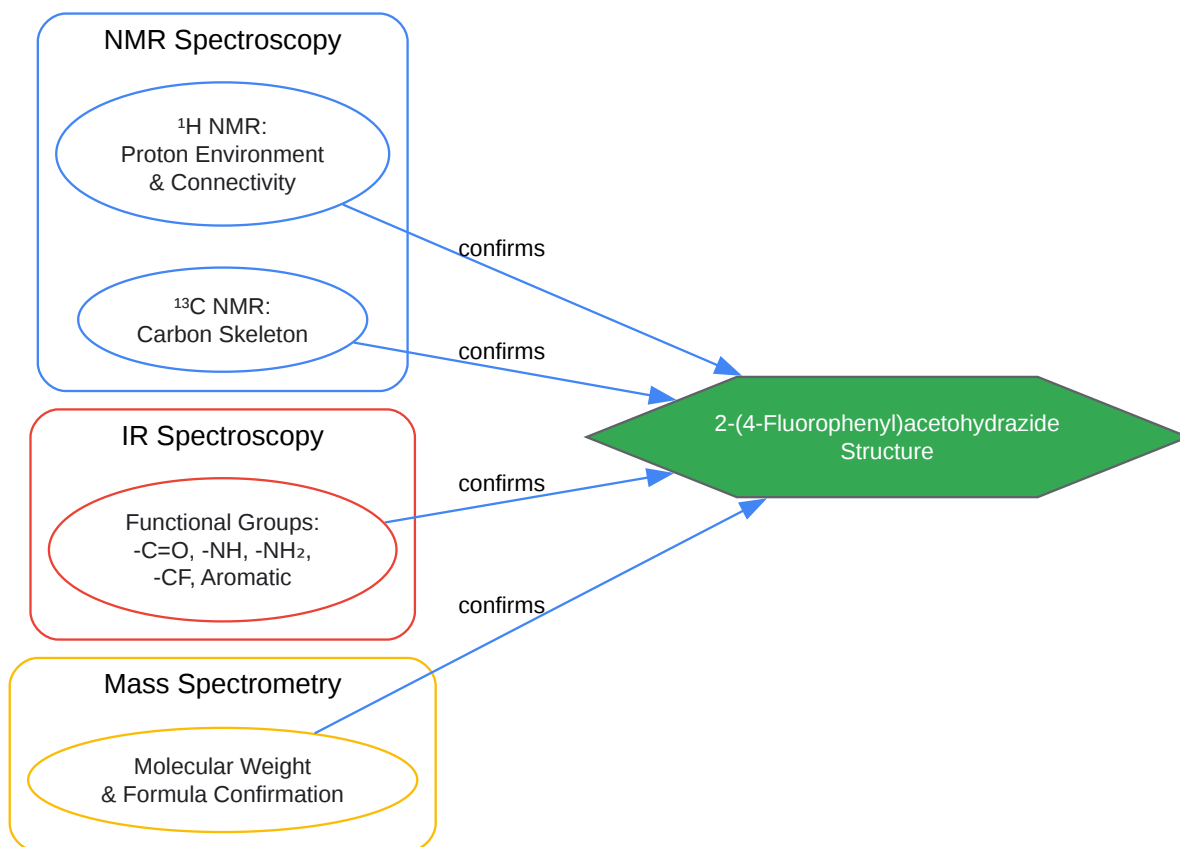 NMR Spectroscopy
¹H NMR:
Proton Environment
& Connectivity
confirms
¹³C NMR:
Carbon Skeleton
confirms
2-(4-Fluorophenyl)acetohydrazide
Structure
IR Spectroscopy
confirms
Functional Groups:
-C=O, -NH, -NH₂,
-CF, Aromatic
confirms
Mass Spectrometry
Molecular Weight
& Formula Confirmation